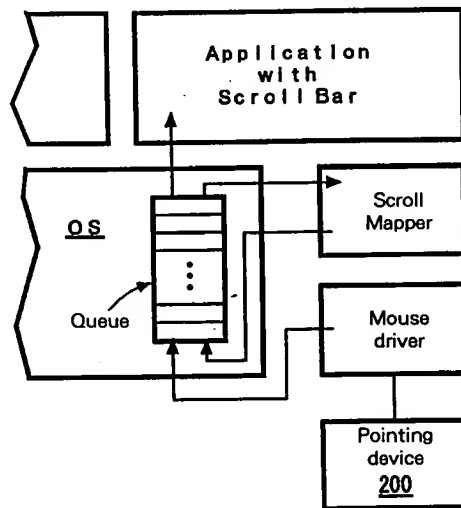 Application
with
Scroll Bar
OS
Scroll
Mapper
Queue
Mouse
driver
Pointing
device
200